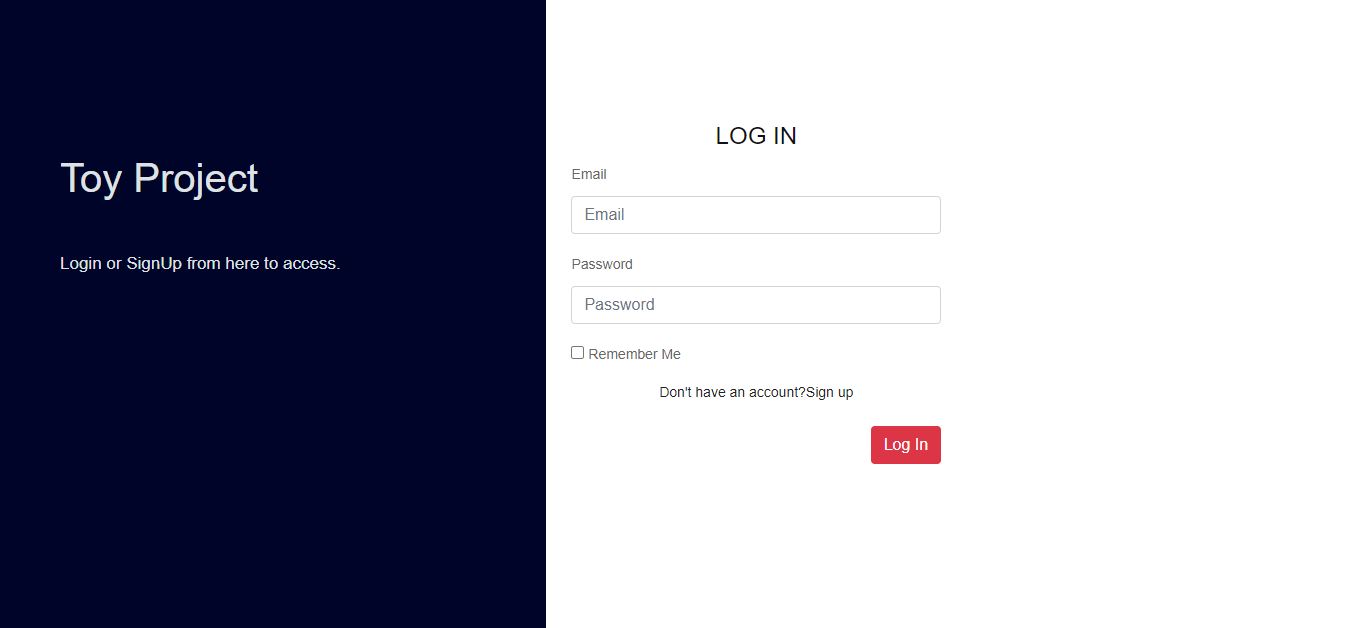 Toy Project
Login or SignUp from here to access.
LOG IN
Email
Email
Password
Password
Remember Me
Don't have an account?Sign up
Log In